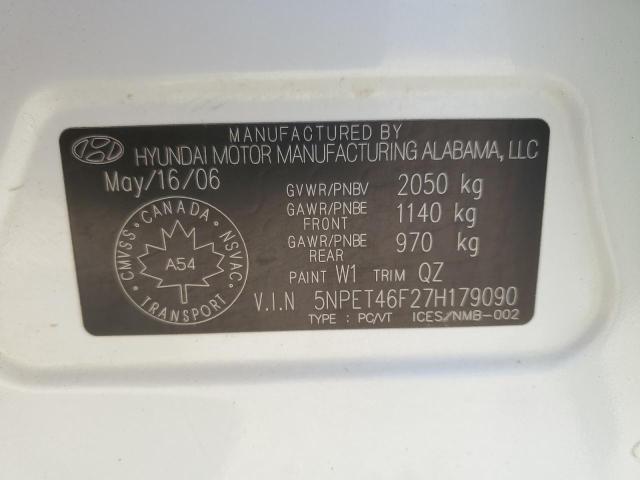 MANUFACTURED BY
HYUNDAI MOTOR MANUFACTURING ALABAMA, LLC
May/16/06
GVWR/PNBV 2050 kg
GAWR/PNBE FRONT 1140 kg
GAWR/PNBE REAR 970 kg
PAINT W1 TRIM QZ
V.I.N 5NPET46F27H179090
TYPE : PC/VT ICES/NMB-002
CANADA
CMVSS NSVAC
A54
TRANSPORT